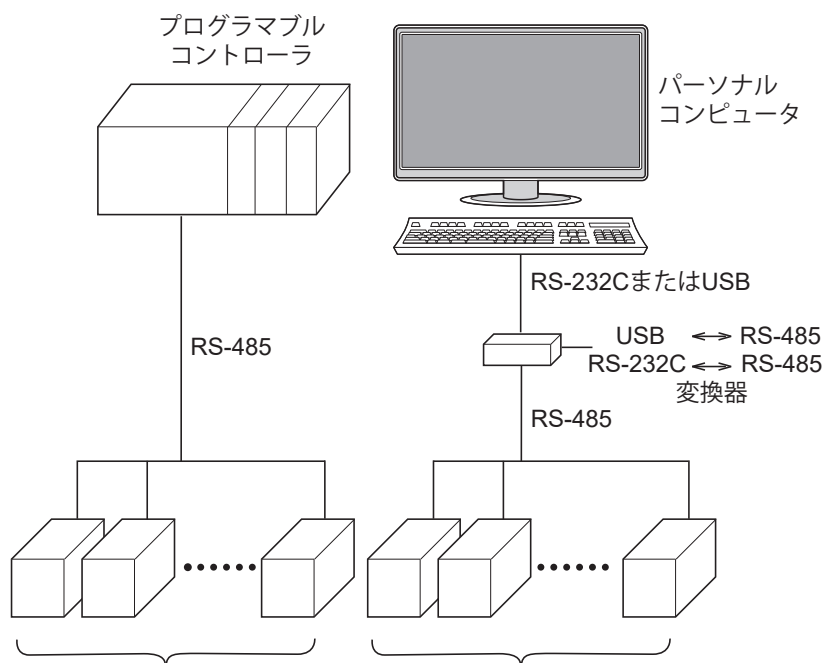 プログラマブル
コントローラ
パーソナル
コンピュータ
RS-232CまたはUSB
RS-485
USB ⟷ RS-485
RS-232C ⟷ RS-485
変換器
RS-485